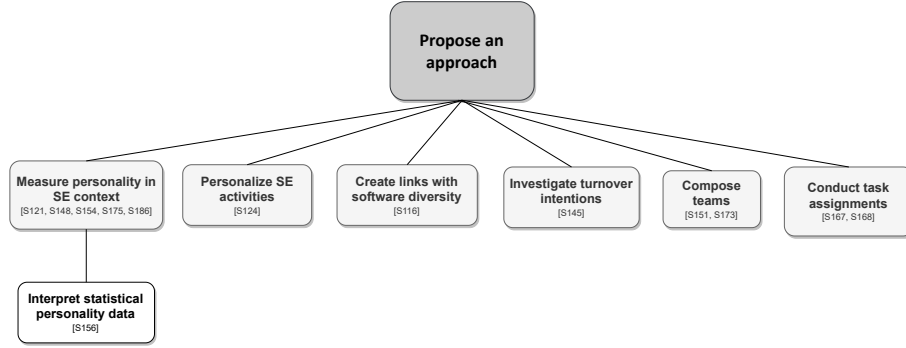 Propose an
approach
Measure personality in
SE context
[S121, S148, S154, S175, S186]
Personalize SE
activities
[S124]
Create links with
software diversity
[S116]
Investigate turnover
intentions
[S145]
Compose
teams
[S151, S173]
Conduct task
assignments
[S167, S168]
Interpret statistical
personality data
[S156]